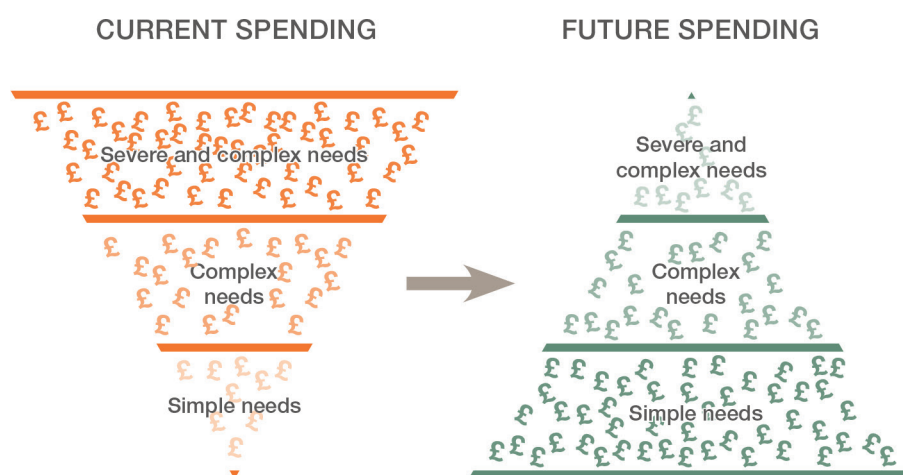 CURRENT SPENDING
FUTURE SPENDING
Severe and complex needs
Complex
needs
Simple needs
Severe and
complex needs
Complex
needs
Simple needs